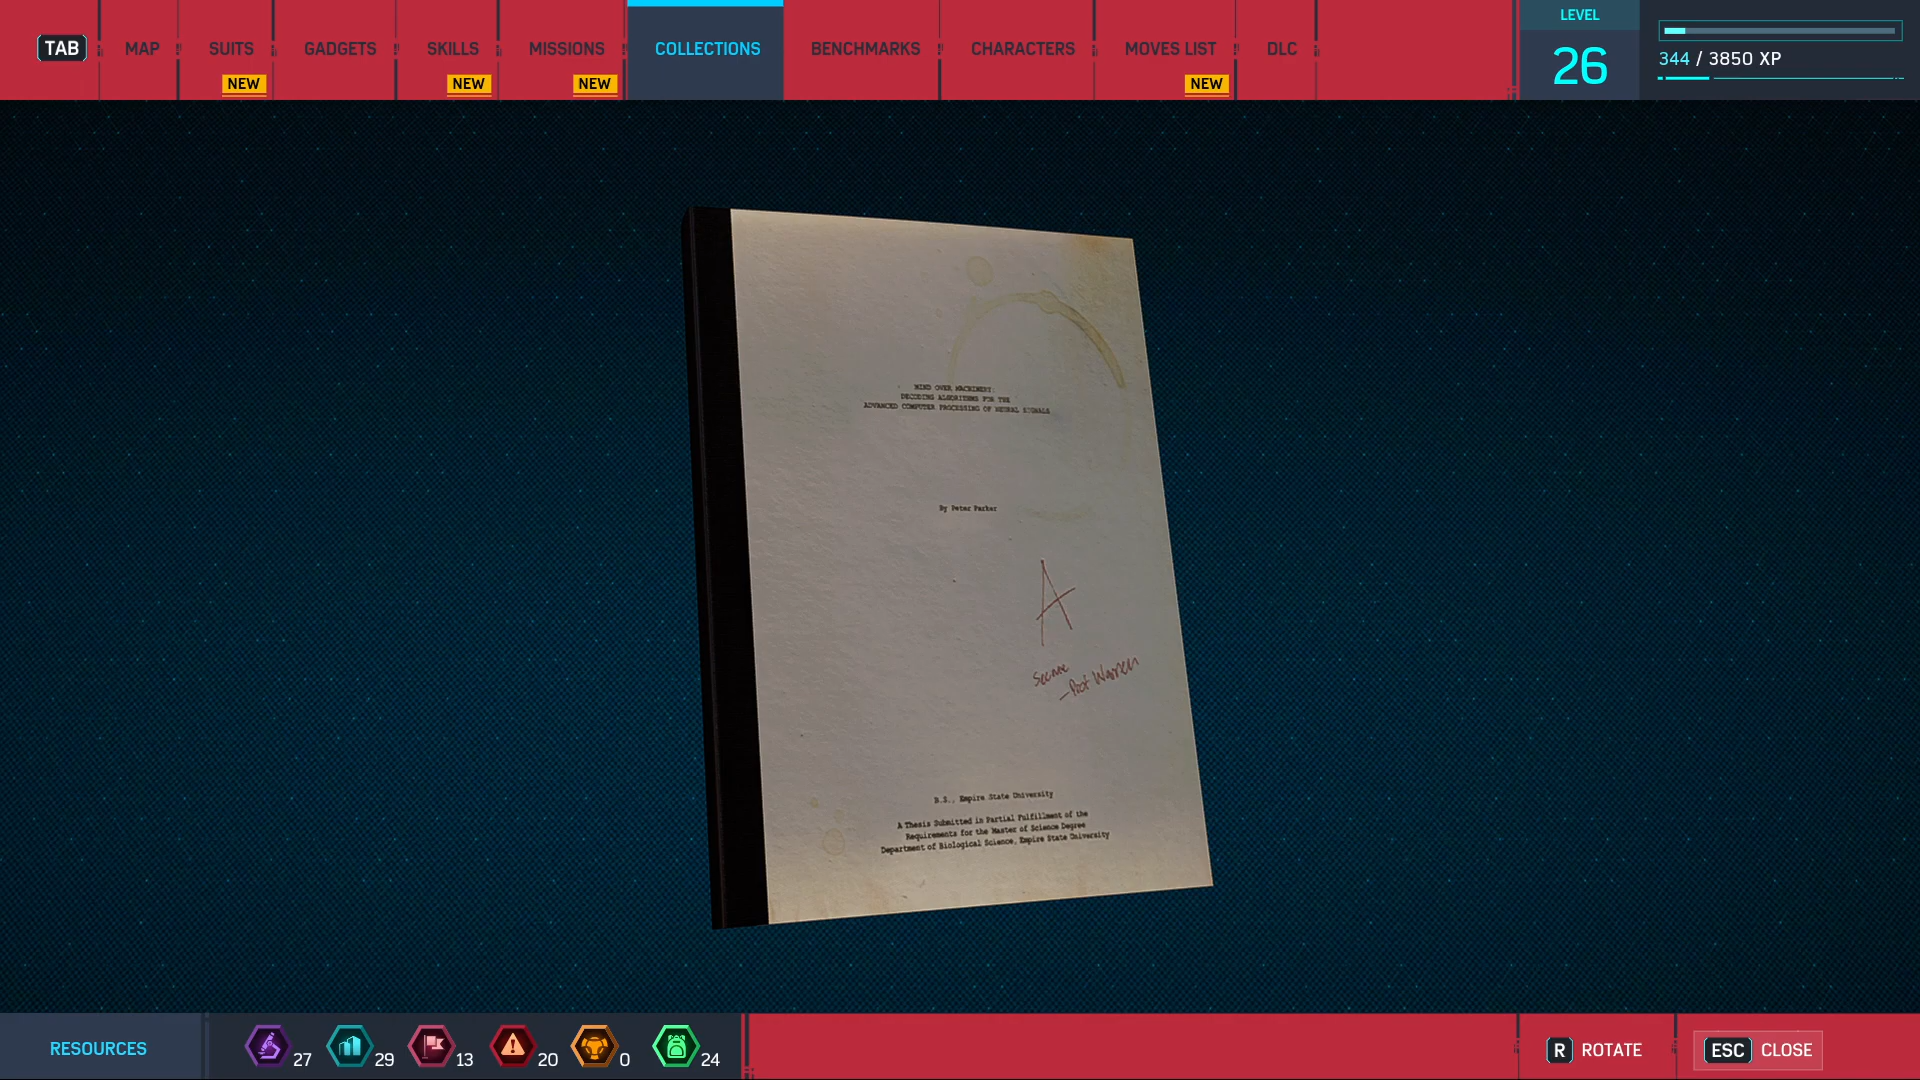 TAB
MAP
SUITS
NEW
GADGETS
SKILLS
NEW
MISSIONS
NEW
COLLECTIONS
BENCHMARKS
CHARACTERS
MOVES LIST
NEW
DLC
LEVEL
26
344 / 3850 XP
MIND OVER MACHINERY:
DECODING ALGORITHMS FOR THE
ADVANCED COMPUTER PROCESSING OF NEURAL SIGNALS
By Peter Parker
A
-Prof Warren
B.S., Empire State University
A Thesis Submitted in Partial Fulfillment of the
Requirements for the Master of Science Degree
Department of Biological Science, Empire State University
RESOURCES
27
29
13
20
0
24
R ROTATE
ESC CLOSE